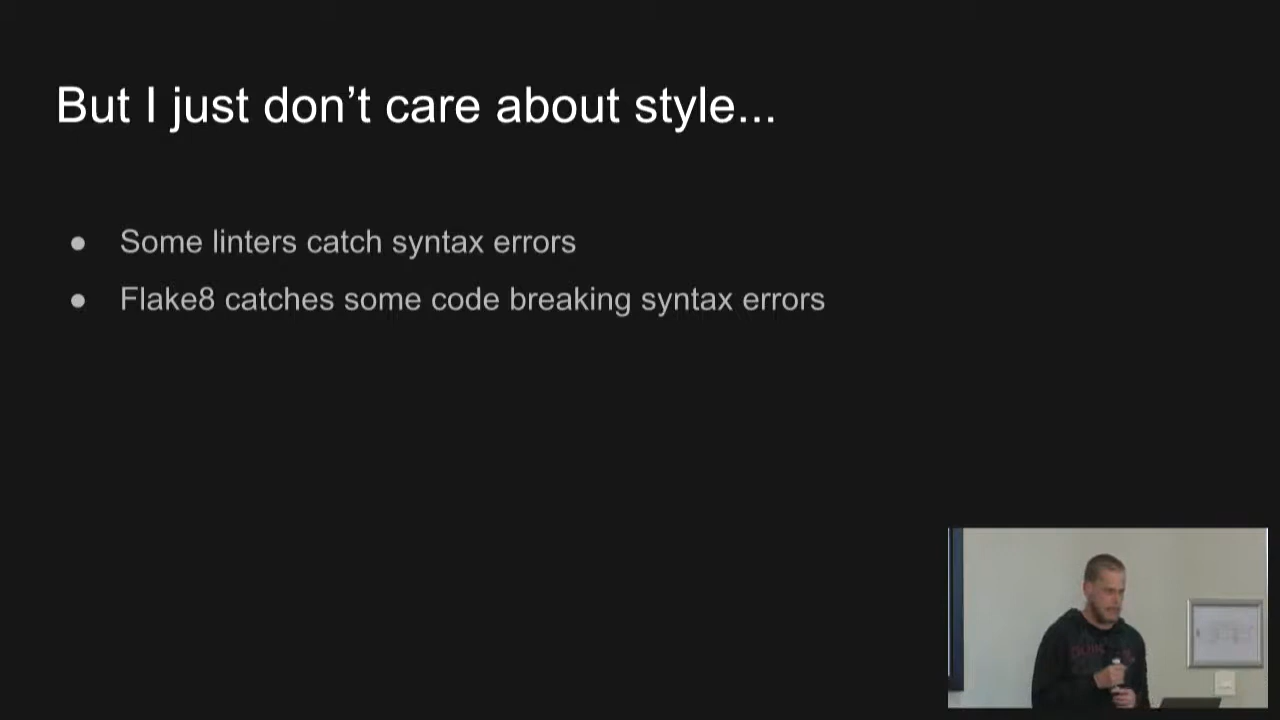 But I just don’t care about style...
● Some linters catch syntax errors
● Flake8 catches some code breaking syntax errors